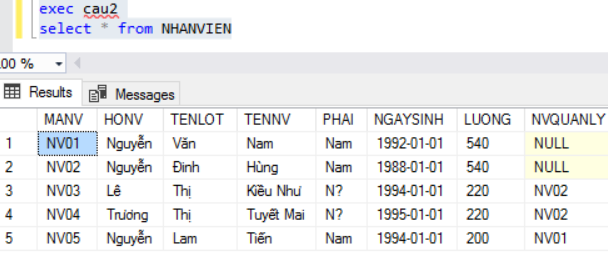 exec cau2
select * from NHANVIEN
.00 %
Results Messages
MANV HONV TENLOT TENNV PHAI NGAYSINH LUONG NVQUANLY
1 NV01 Nguyễn Văn Nam Nam 1992-01-01 540 NULL
2 NV02 Nguyễn Đinh Hùng Nam 1988-01-01 540 NULL
3 NV03 Lê Thị Kiều Như N? 1994-01-01 220 NV02
4 NV04 Trương Thị Tuyết Mai N? 1995-01-01 220 NV02
5 NV05 Nguyễn Lam Tiến Nam 1994-01-01 200 NV01